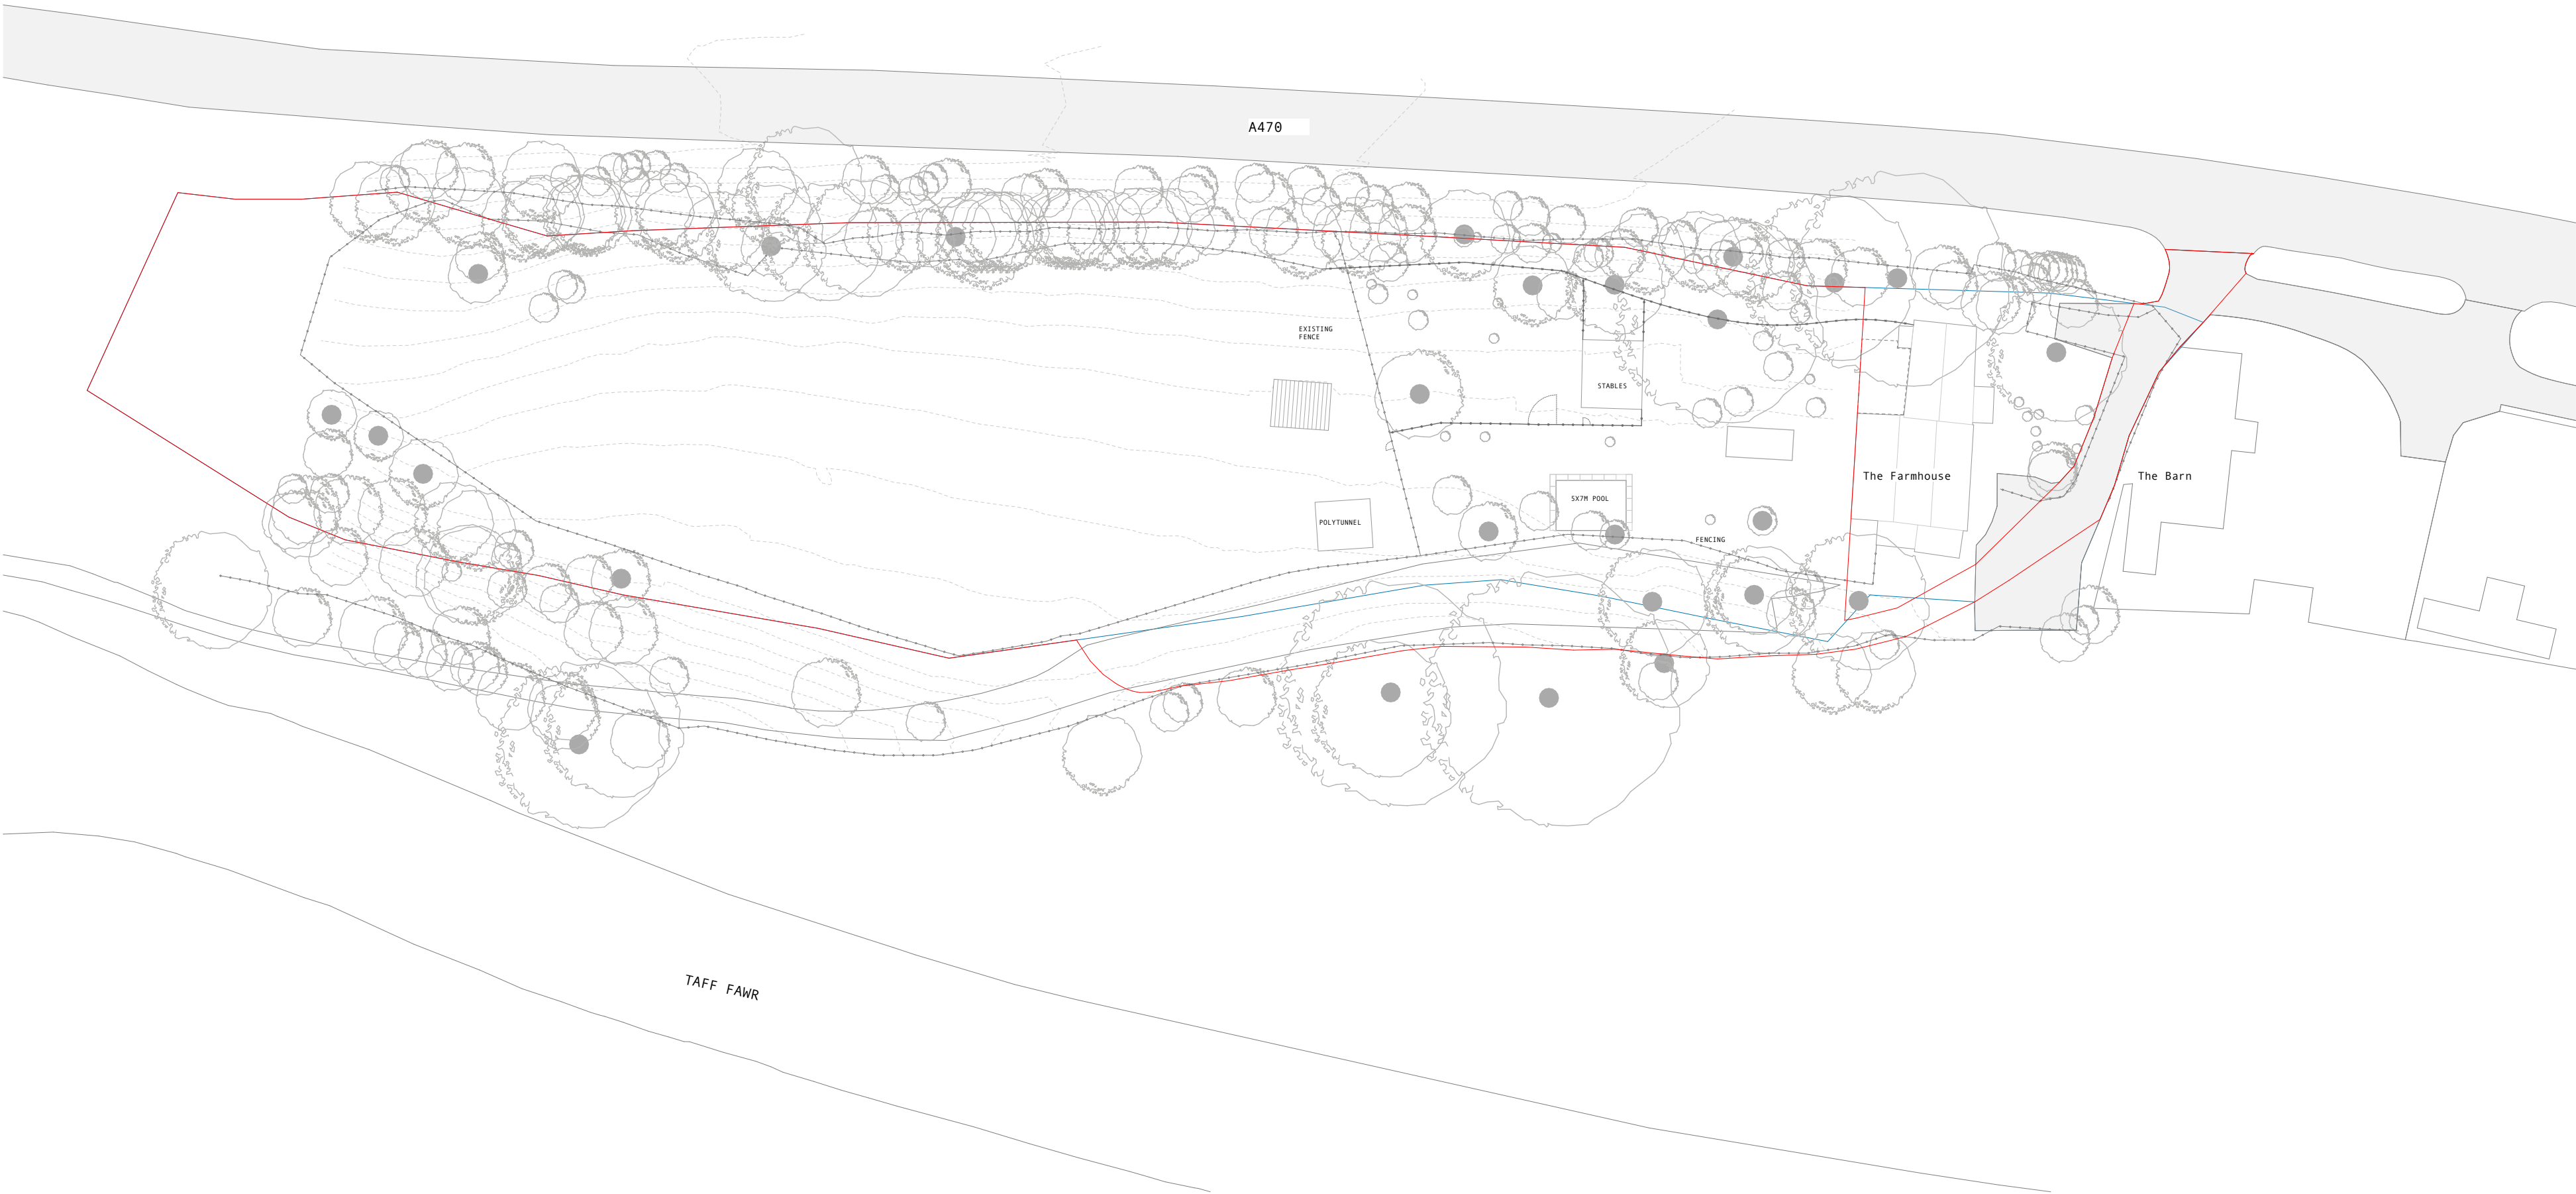 A470
EXISTING
FENCE
STABLES
The Farmhouse
The Barn
5X7M POOL
POLYTUNNEL
FENCING
TAFF FAWR